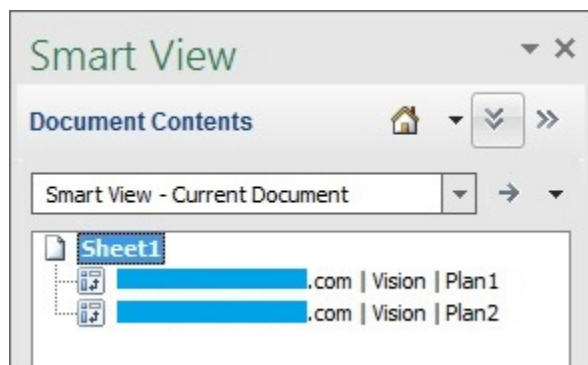 Smart View
Document Contents
Smart View - Current Document
Sheet1
.com | Vision | Plan1
.com | Vision | Plan2